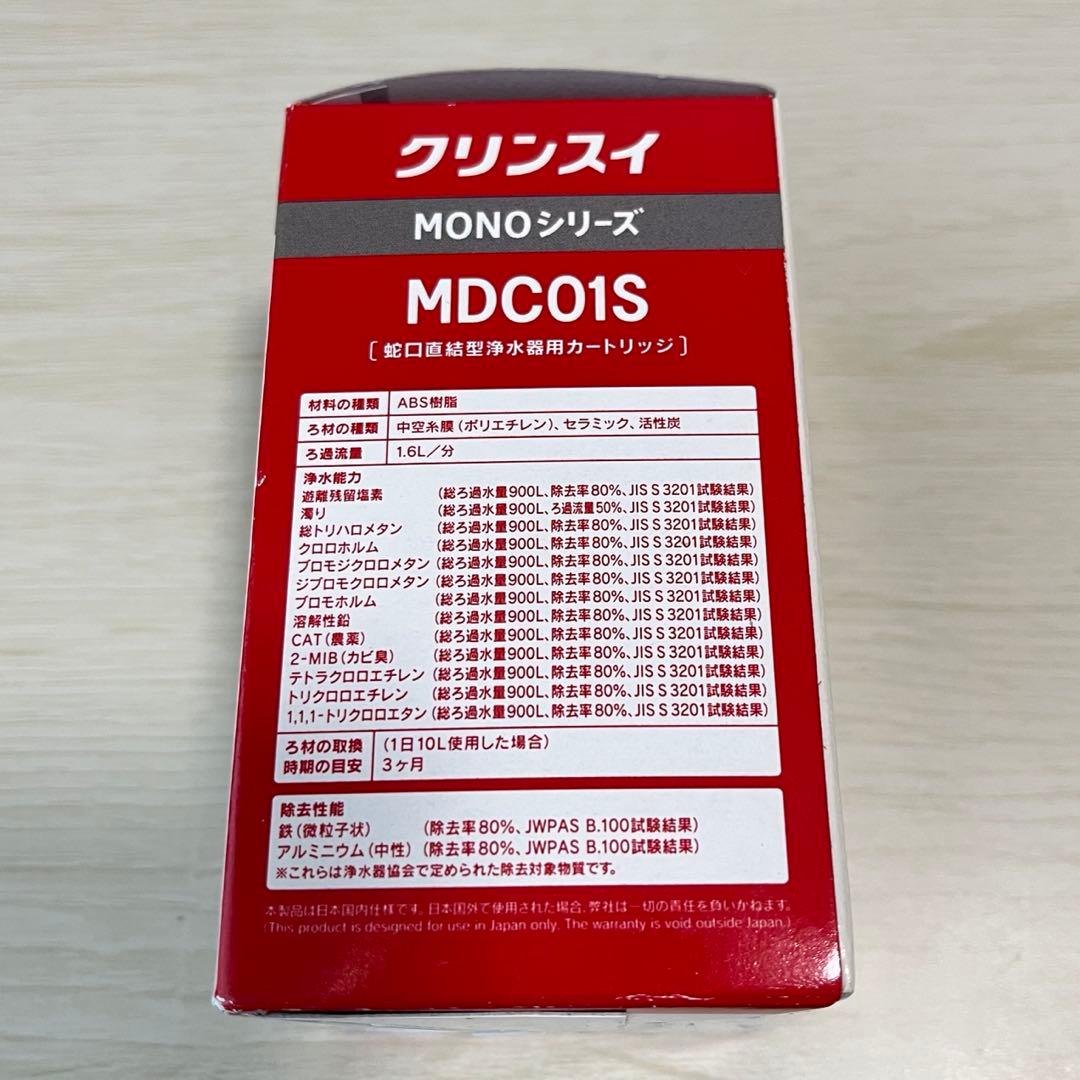 クリンスイ
MONOシリーズ
MDC01S
[蛇口直結型浄水器用カートリッジ]
材料の種類 ABS樹脂
ろ材の種類 中空糸膜(ポリエチレン)、セラミック、活性炭
ろ過流量 1.6L/分
浄水能力
遊離残留塩素 (総ろ過水量900L、除去率80%、JIS S 3201試験結果)
濁り (総ろ過水量900L、ろ過流量50%、JIS S 3201試験結果)
総トリハロメタン (総ろ過水量900L、除去率80%、JIS S 3201試験結果)
クロロホルム (総ろ過水量900L、除去率80%、JIS S 3201試験結果)
ブロモジクロロメタン (総ろ過水量900L、除去率80%、JIS S 3201試験結果)
ジブロモクロロメタン (総ろ過水量900L、除去率80%、JIS S 3201試験結果)
ブロモホルム (総ろ過水量900L、除去率80%、JIS S 3201試験結果)
溶解性鉛 (総ろ過水量900L、除去率80%、JIS S 3201試験結果)
CAT(農薬) (総ろ過水量900L、除去率80%、JIS S 3201試験結果)
2-MIB(カビ臭) (総ろ過水量900L、除去率80%、JIS S 3201試験結果)
テトラクロロエチレン (総ろ過水量900L、除去率80%、JIS S 3201試験結果)
トリクロロエチレン (総ろ過水量900L、除去率80%、JIS S 3201試験結果)
1,1,1-トリクロロエタン (総ろ過水量900L、除去率80%、JIS S 3201試験結果)
ろ材の取換 (1日10L使用した場合)
時期の目安 3ヶ月
除去性能
鉄(微粒子状) (除去率80%、JWPAS B.100試験結果)
アルミニウム(中性) (除去率80%、JWPAS B.100試験結果)
※これらは浄水器協会で定められた除去対象物質です。
本製品は日本国内仕様です。日本国外で使用された場合、弊社は一切の責任を負いかねます。
(This product is designed for use in Japan only. The warranty is void outside Japan.)